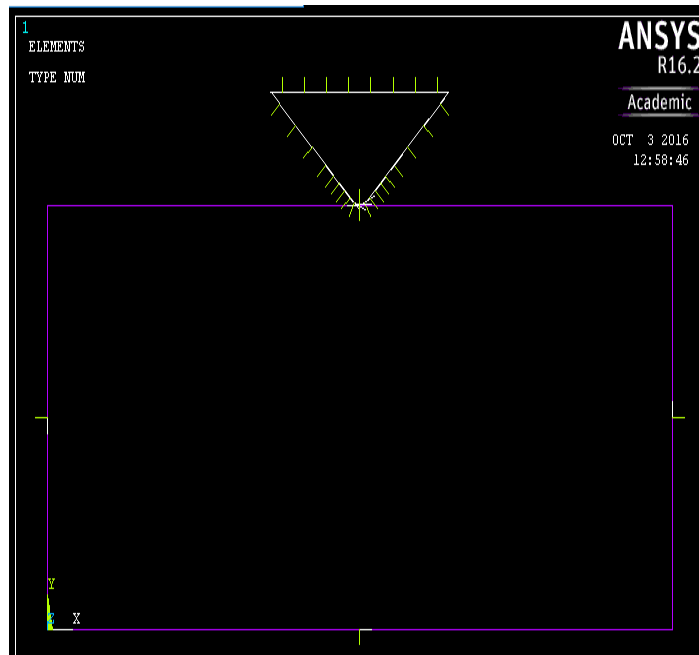 1
ELEMENTS
TYPE NUM
ANSYS
R16.2
Academic
OCT 3 2016
12:58:46
Y
X